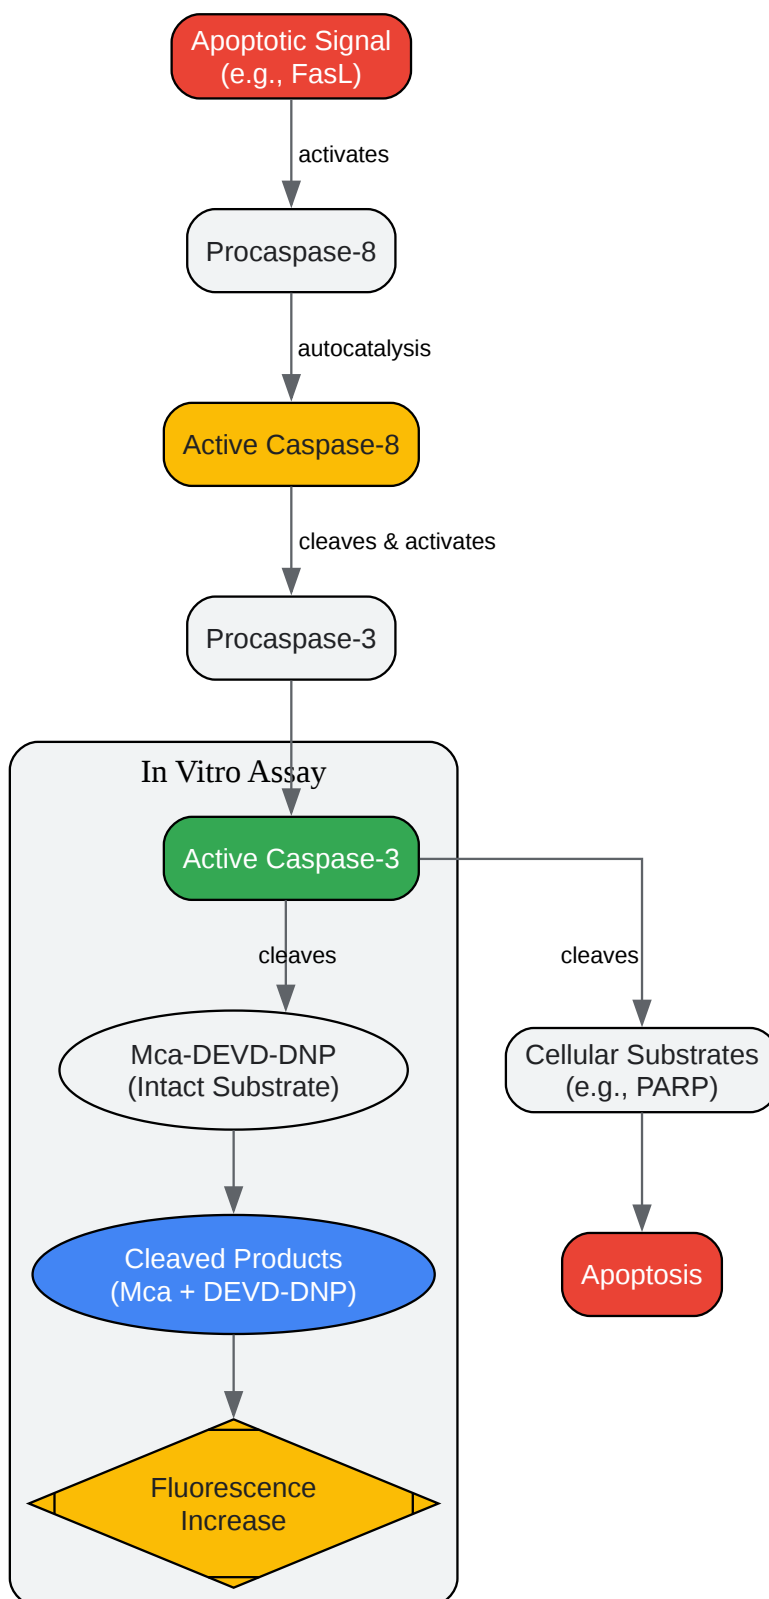 Apoptotic Signal
(e.g., FasL)
activates
Procaspase-8
autocatalysis
Active Caspase-8
cleaves & activates
Procaspase-3
In Vitro Assay
Active Caspase-3
cleaves
cleaves
Mca-DEVD-DNP
(Intact Substrate)
Cellular Substrates
(e.g., PARP)
Cleaved Products
(Mca + DEVD-DNP)
Apoptosis
Fluorescence
Increase